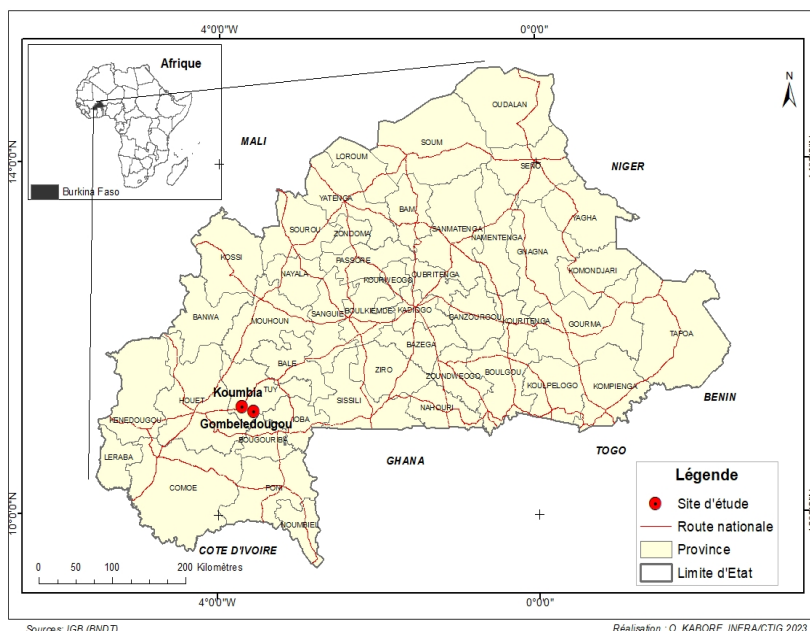 4°0'0"W
0°0'0"
Afrique
Burkina Faso
N
14°0'0"N
MALI
NIGER
OUDALAN
SOUM
LOROUM
SENO
YATENGA
BAM
YAGHA
SOUROU
ZONDOMA
SANMATENGA
NAMENTENGA
GNAGNA
KOSSI
PASSORE
KOMONDJARI
NAYALA
KOURWEOGO
OUBRITENGA
BANWA
SANGUIE
BOULKIEMDE
KADIOGO
GANZOURGOU
KOURITENGA
GOURMA
TAPOA
MOUHOUN
BAZEGA
BALE
ZIRO
ZOUNDWEOGO
BOULGOU
KOULPELOGO
KOMPIENGA
HOUET
Koumbia
TUY
SISSILI
NAHOURI
BENIN
KENEDOUGOU
Gombeledougou
IOBA
BOUGOURIBA
LERABA
GHANA
TOGO
COMOE
PONI
10°0'0"N
NOUMBIEL
COTE D'IVOIRE
Légende
Site d'étude
Route nationale
Province
Limite d'Etat
0 50 100 200 Kilomètres
4°0'0"W
0°0'0"
Sources: IGB (BNDT)
Réalisation : O. KABORE, INERA/CTIG 2023